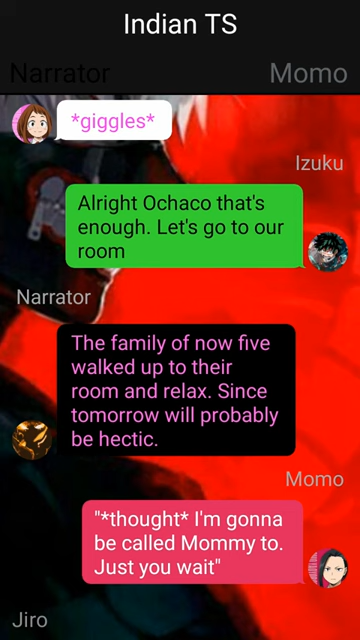 Indian TS
Narrator
Momo
*giggles*
Izuku
Alright Ochaco that's
enough. Let's go to our
room
Narrator
The family of now five
walked up to their
room and relax. Since
tomorrow will probably
be hectic.
Momo
"*thought* I'm gonna
be called Mommy to.
Just you wait"
Jiro